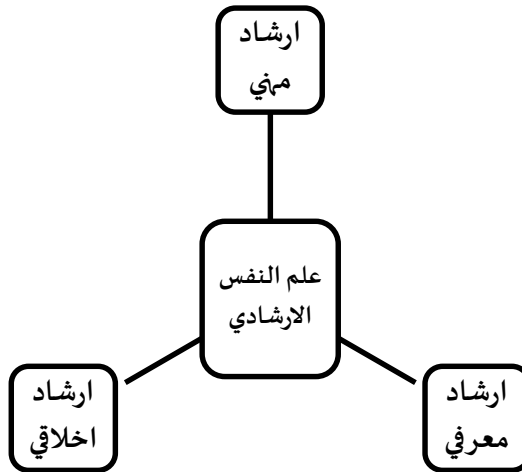 ارشاد
مهني
علم النفس
الارشادي
ارشاد
معرفي
ارشاد
اخلاقي